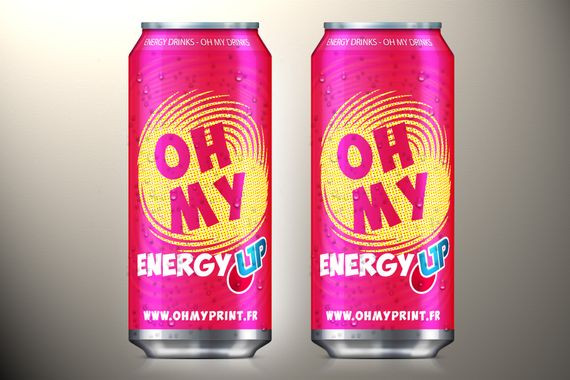 ENERGY DRINKS - OH MY DRINKS
OH
MY
ENERGY UP
WWW.OHMYPRINT.FR
ENERGY DRINKS - OH MY DRINKS
OH
MY
ENERGY UP
WWW.OHMYPRINT.FR